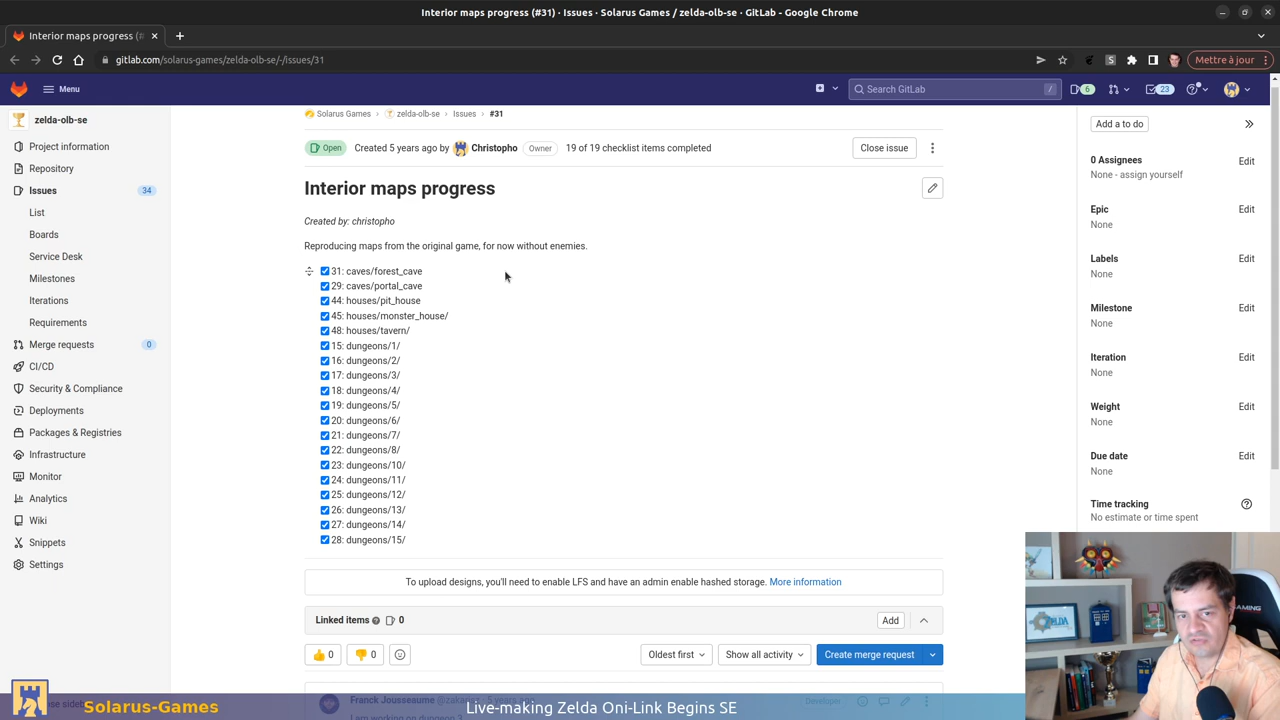 Interior maps progress (#31) · Issues · Solarus Games / zelda-olb-se · GitLab - Google Chrome
Interior maps progress (#
gitlab.com/solarus-games/zelda-olb-se/-/issues/31
Mettre à jour
Menu
Search GitLab
/
6
23
zelda-olb-se
Project information
Repository
Issues
34
List
Boards
Service Desk
Milestones
Iterations
Requirements
Merge requests
0
CI/CD
Security & Compliance
Deployments
Packages & Registries
Infrastructure
Monitor
Analytics
Wiki
Snippets
Settings
Solarus Games › zelda-olb-se › Issues › #31
Open
Created 5 years ago by Christopho Owner
19 of 19 checklist items completed
Close issue
Interior maps progress
Created by: christopho
Reproducing maps from the original game, for now without enemies.
31: caves/forest_cave
29: caves/portal_cave
44: houses/pit_house
45: houses/monster_house/
48: houses/tavern/
15: dungeons/1/
16: dungeons/2/
17: dungeons/3/
18: dungeons/4/
19: dungeons/5/
20: dungeons/6/
21: dungeons/7/
22: dungeons/8/
23: dungeons/10/
24: dungeons/11/
25: dungeons/12/
26: dungeons/13/
27: dungeons/14/
28: dungeons/15/
To upload designs, you'll need to enable LFS and have an admin enable hashed storage. More information
Linked items
0
Add
0
0
Oldest first
Show all activity
Create merge request
Franck Jousseaume @zakar
5 years ago
Developer
Add a to do
0 Assignees
Edit
None - assign yourself
Epic
Edit
None
Labels
Edit
None
Milestone
Edit
None
Iteration
Edit
None
Weight
Edit
None
Due date
Edit
None
Time tracking
No estimate or time spent
Solarus-Games
Live-making Zelda Oni-Link Begins SE